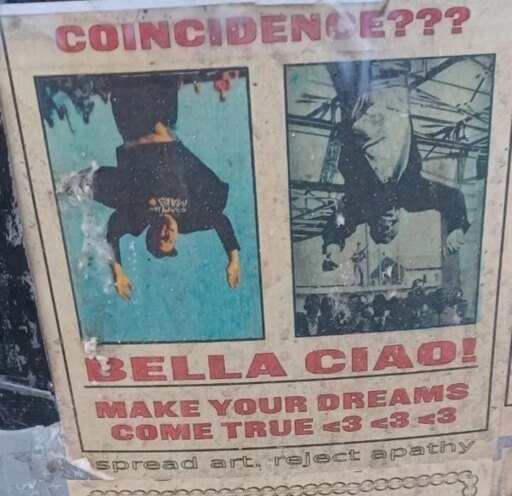 COINCIDENCE???
BELLA CIAO!
MAKE YOUR DREAMS
COME TRUE <3 <3 <3
spread art. reject apathy